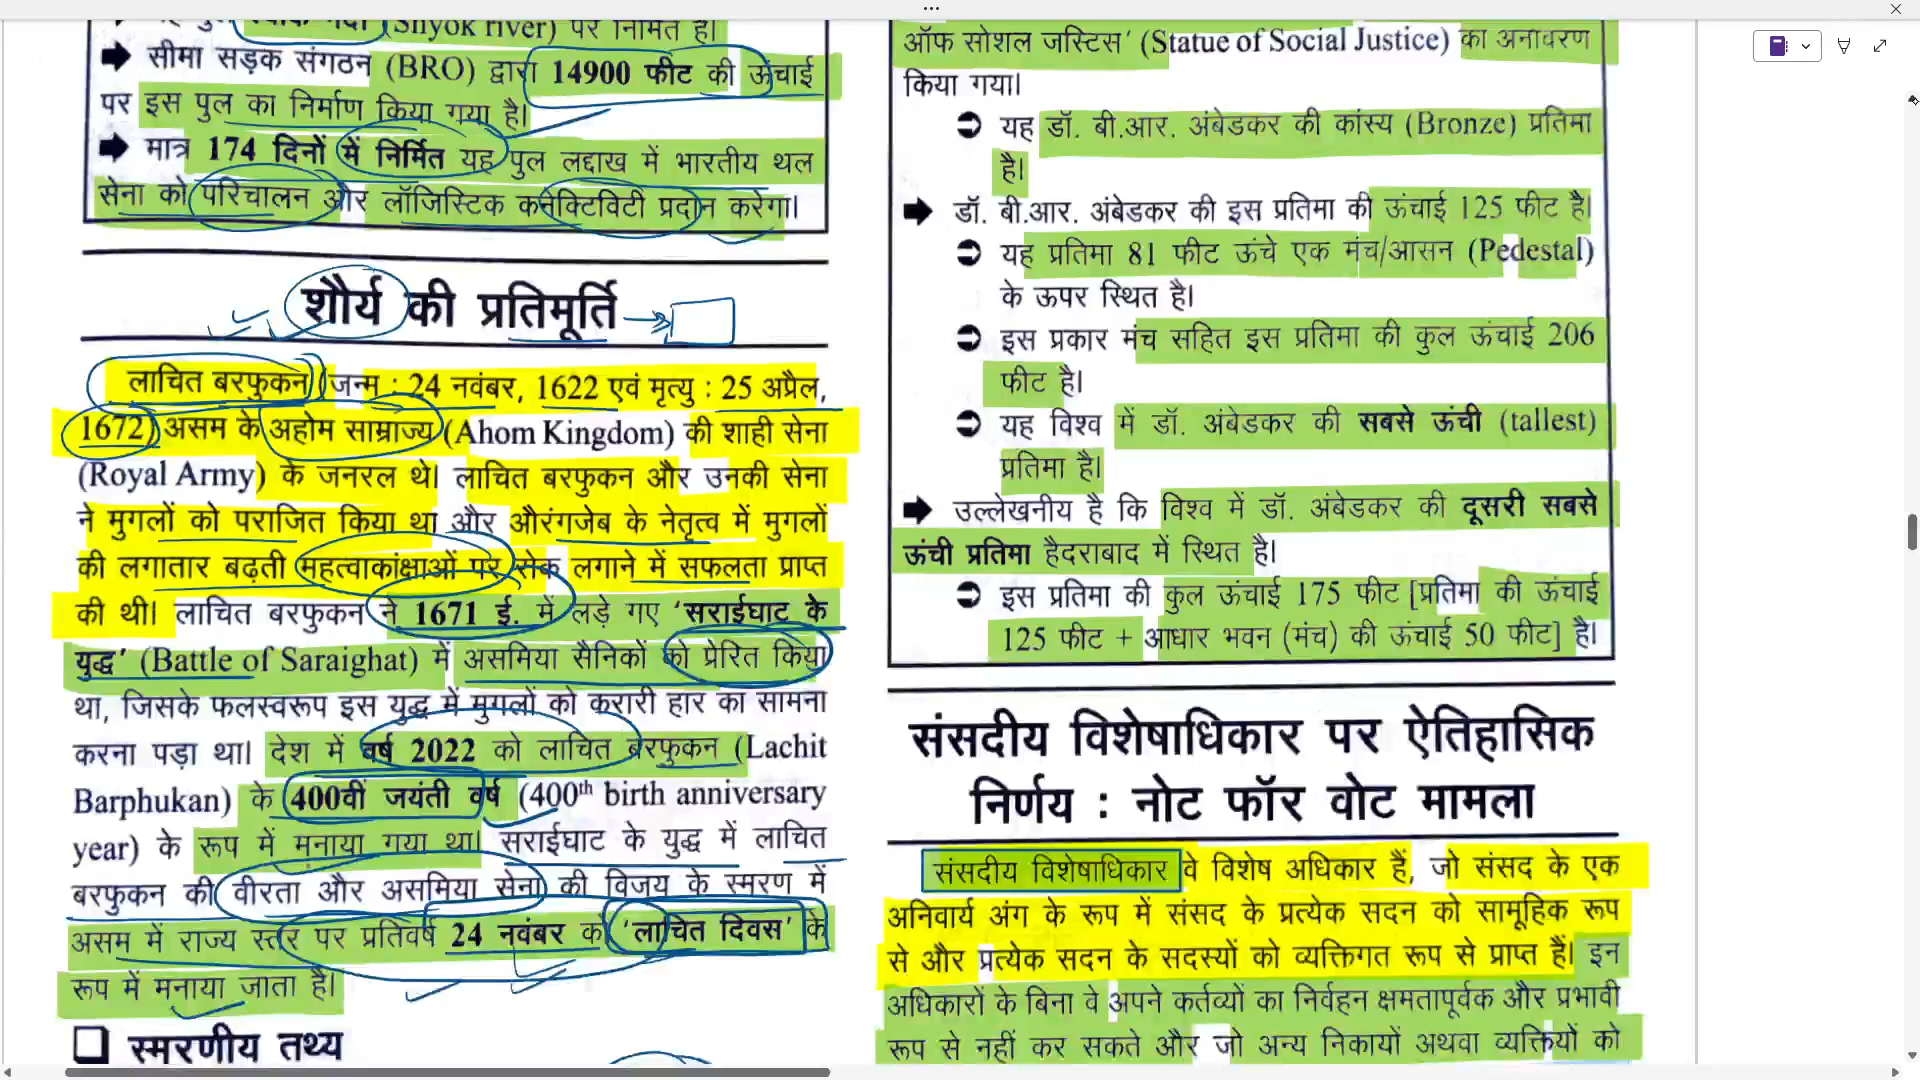 (Shyok river) पर निर्मित है।
➡ सीमा सड़क संगठन (BRO) द्वारा 14900 फीट की ऊंचाई
पर इस पुल का निर्माण किया गया है।
➡ मात्र 174 दिनों में निर्मित यह पुल लद्दाख में भारतीय थल
सेना को परिचालन और लॉजिस्टिक कनेक्टिविटी प्रदान करेगा।
शौर्य की प्रतिमूर्ति
लाचित बरफुकन (जन्म : 24 नवंबर, 1622 एवं मृत्यु : 25 अप्रैल,
1672) असम के अहोम साम्राज्य (Ahom Kingdom) की शाही सेना
(Royal Army) के जनरल थे। लाचित बरफुकन और उनकी सेना
ने मुगलों को पराजित किया था और औरंगजेब के नेतृत्व में मुगलों
की लगातार बढ़ती महत्वाकांक्षाओं पर रोक लगाने में सफलता प्राप्त
की थी। लाचित बरफुकन ने 1671 ई. में लड़े गए ‘सराईघाट के
युद्ध’ (Battle of Saraighat) में असमिया सैनिकों को प्रेरित किया
था, जिसके फलस्वरूप इस युद्ध में मुगलों को करारी हार का सामना
करना पड़ा था। देश में वर्ष 2022 को लाचित बरफुकन (Lachit
Barphukan) के 400वीं जयंती वर्ष (400th birth anniversary
year) के रूप में मनाया गया था। सराईघाट के युद्ध में लाचित
बरफुकन की वीरता और असमिया सेना की विजय के स्मरण में
असम में राज्य स्तर पर प्रतिवर्ष 24 नवंबर को ‘लाचित दिवस’ के
रूप में मनाया जाता है।
❑ स्मरणीय तथ्य
ऑफ सोशल जस्टिस’ (Statue of Social Justice) का अनावरण
किया गया।
➲ यह डॉ. बी.आर. अंबेडकर की कांस्य (Bronze) प्रतिमा
है।
➡ डॉ. बी.आर. अंबेडकर की इस प्रतिमा की ऊंचाई 125 फीट है।
➲ यह प्रतिमा 81 फीट ऊंचे एक मंच/आसन (Pedestal)
के ऊपर स्थित है।
➲ इस प्रकार मंच सहित इस प्रतिमा की कुल ऊंचाई 206
फीट है।
➲ यह विश्व में डॉ. अंबेडकर की सबसे ऊंची (tallest)
प्रतिमा है।
➡ उल्लेखनीय है कि विश्व में डॉ. अंबेडकर की दूसरी सबसे
ऊंची प्रतिमा हैदराबाद में स्थित है।
➲ इस प्रतिमा की कुल ऊंचाई 175 फीट [प्रतिमा की ऊंचाई
125 फीट + आधार भवन (मंच) की ऊंचाई 50 फीट] है।
संसदीय विशेषाधिकार पर ऐतिहासिक
निर्णय : नोट फॉर वोट मामला
संसदीय विशेषाधिकार वे विशेष अधिकार हैं, जो संसद के एक
अनिवार्य अंग के रूप में संसद के प्रत्येक सदन को सामूहिक रूप
से और प्रत्येक सदन के सदस्यों को व्यक्तिगत रूप से प्राप्त हैं। इन
अधिकारों के बिना वे अपने कर्तव्यों का निर्वहन क्षमतापूर्वक और प्रभावी
रूप से नहीं कर सकते और जो अन्य निकायों अथवा व्यक्तियों को